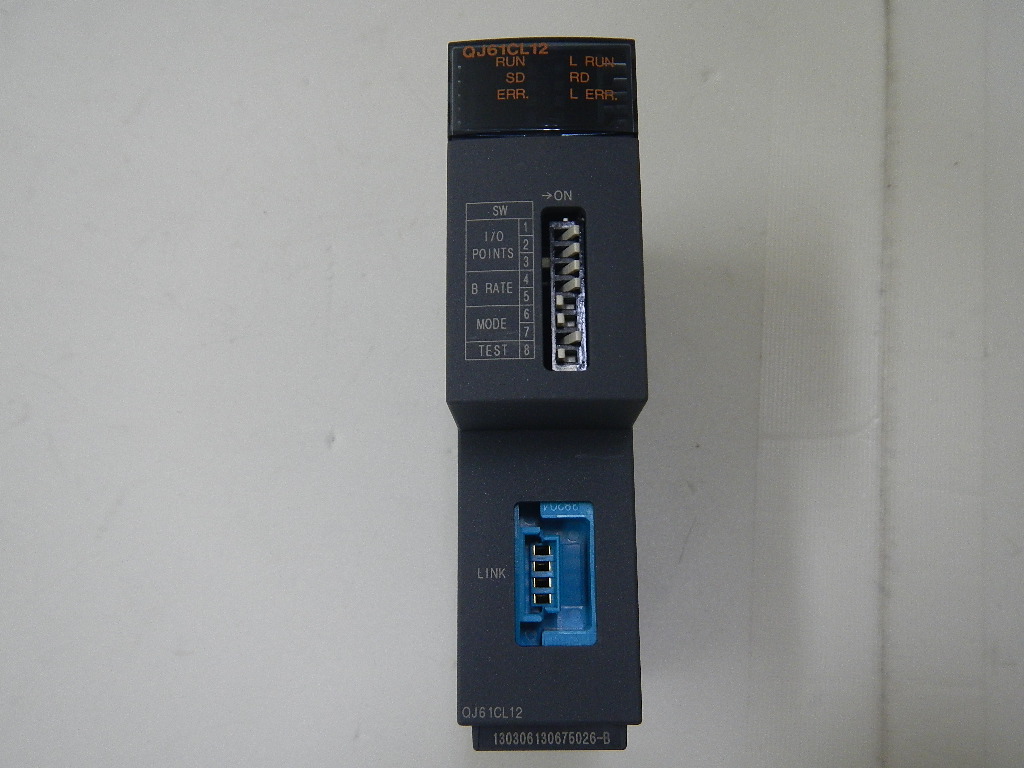 QJ61CL12
RUN L RUN
SD RD
ERR. L ERR.
→ON
SW
I/O POINTS 1 2 3
B RATE 4 5
MODE 6 7
TEST 8
LINK
QJ61CL12
130306130675026-B